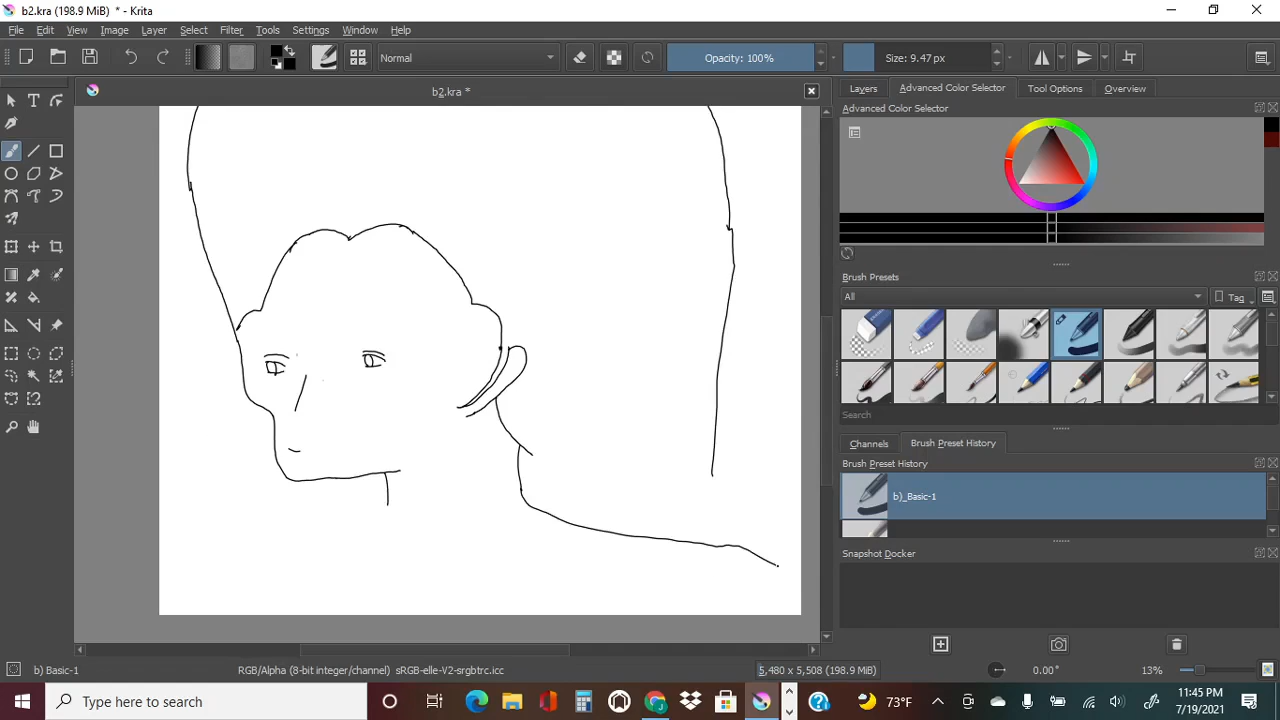 b2.kra (198.9 MiB) * - Krita
File Edit View Image Layer Select Filter Tools Settings Window Help
Normal Opacity: 100% Size: 9.47 px
b2.kra *
Layers Advanced Color Selector Tool Options Overview
Advanced Color Selector
Brush Presets
All Tag
Search
Channels Brush Preset History
Brush Preset History
b)_Basic-1
Snapshot Docker
b) Basic-1 RGB/Alpha (8-bit integer/channel) sRGB-elle-V2-srgbtrc.icc 5,480 x 5,508 (198.9 MiB) 0.00° 13%
Type here to search 73°F 11:45 PM
7/19/2021